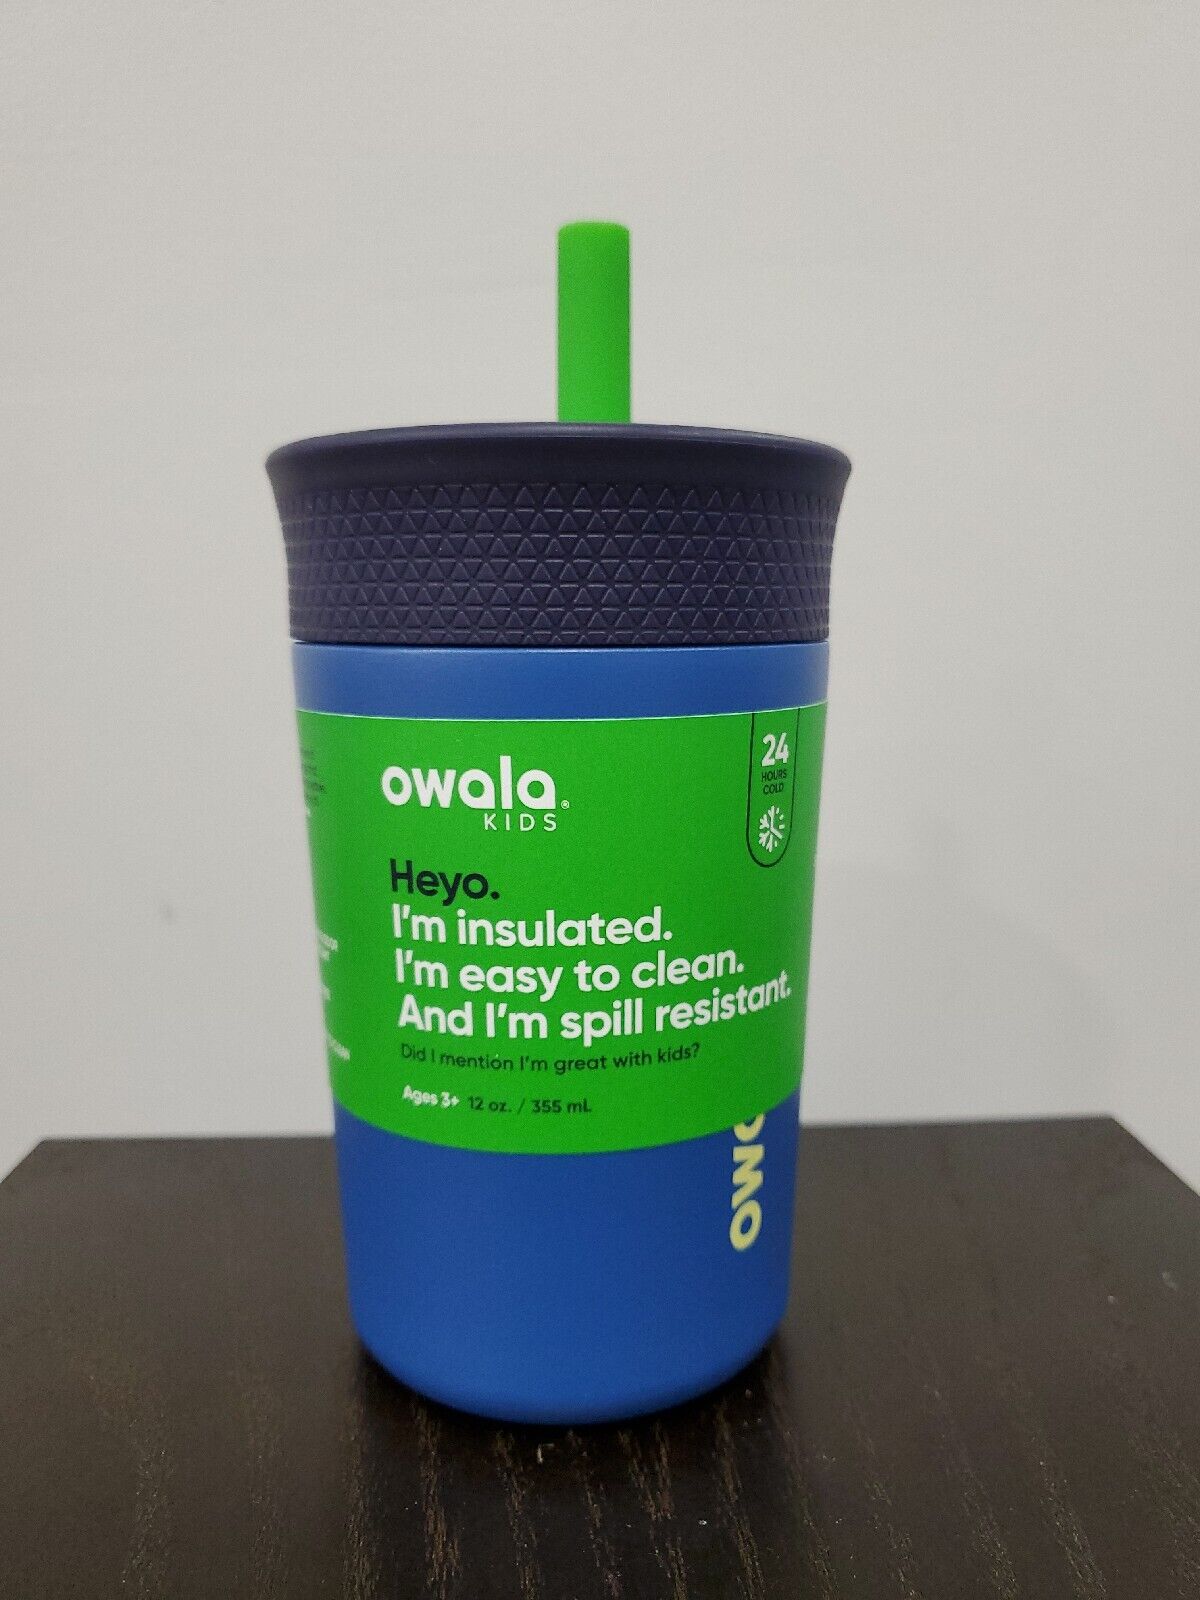 owala®
KIDS
24
HOURS
COLD
Heyo.
I'm insulated.
I'm easy to clean.
And I'm spill resistant.
Did I mention I'm great with kids?
Ages 3+ 12 oz. / 355 mL
OWO